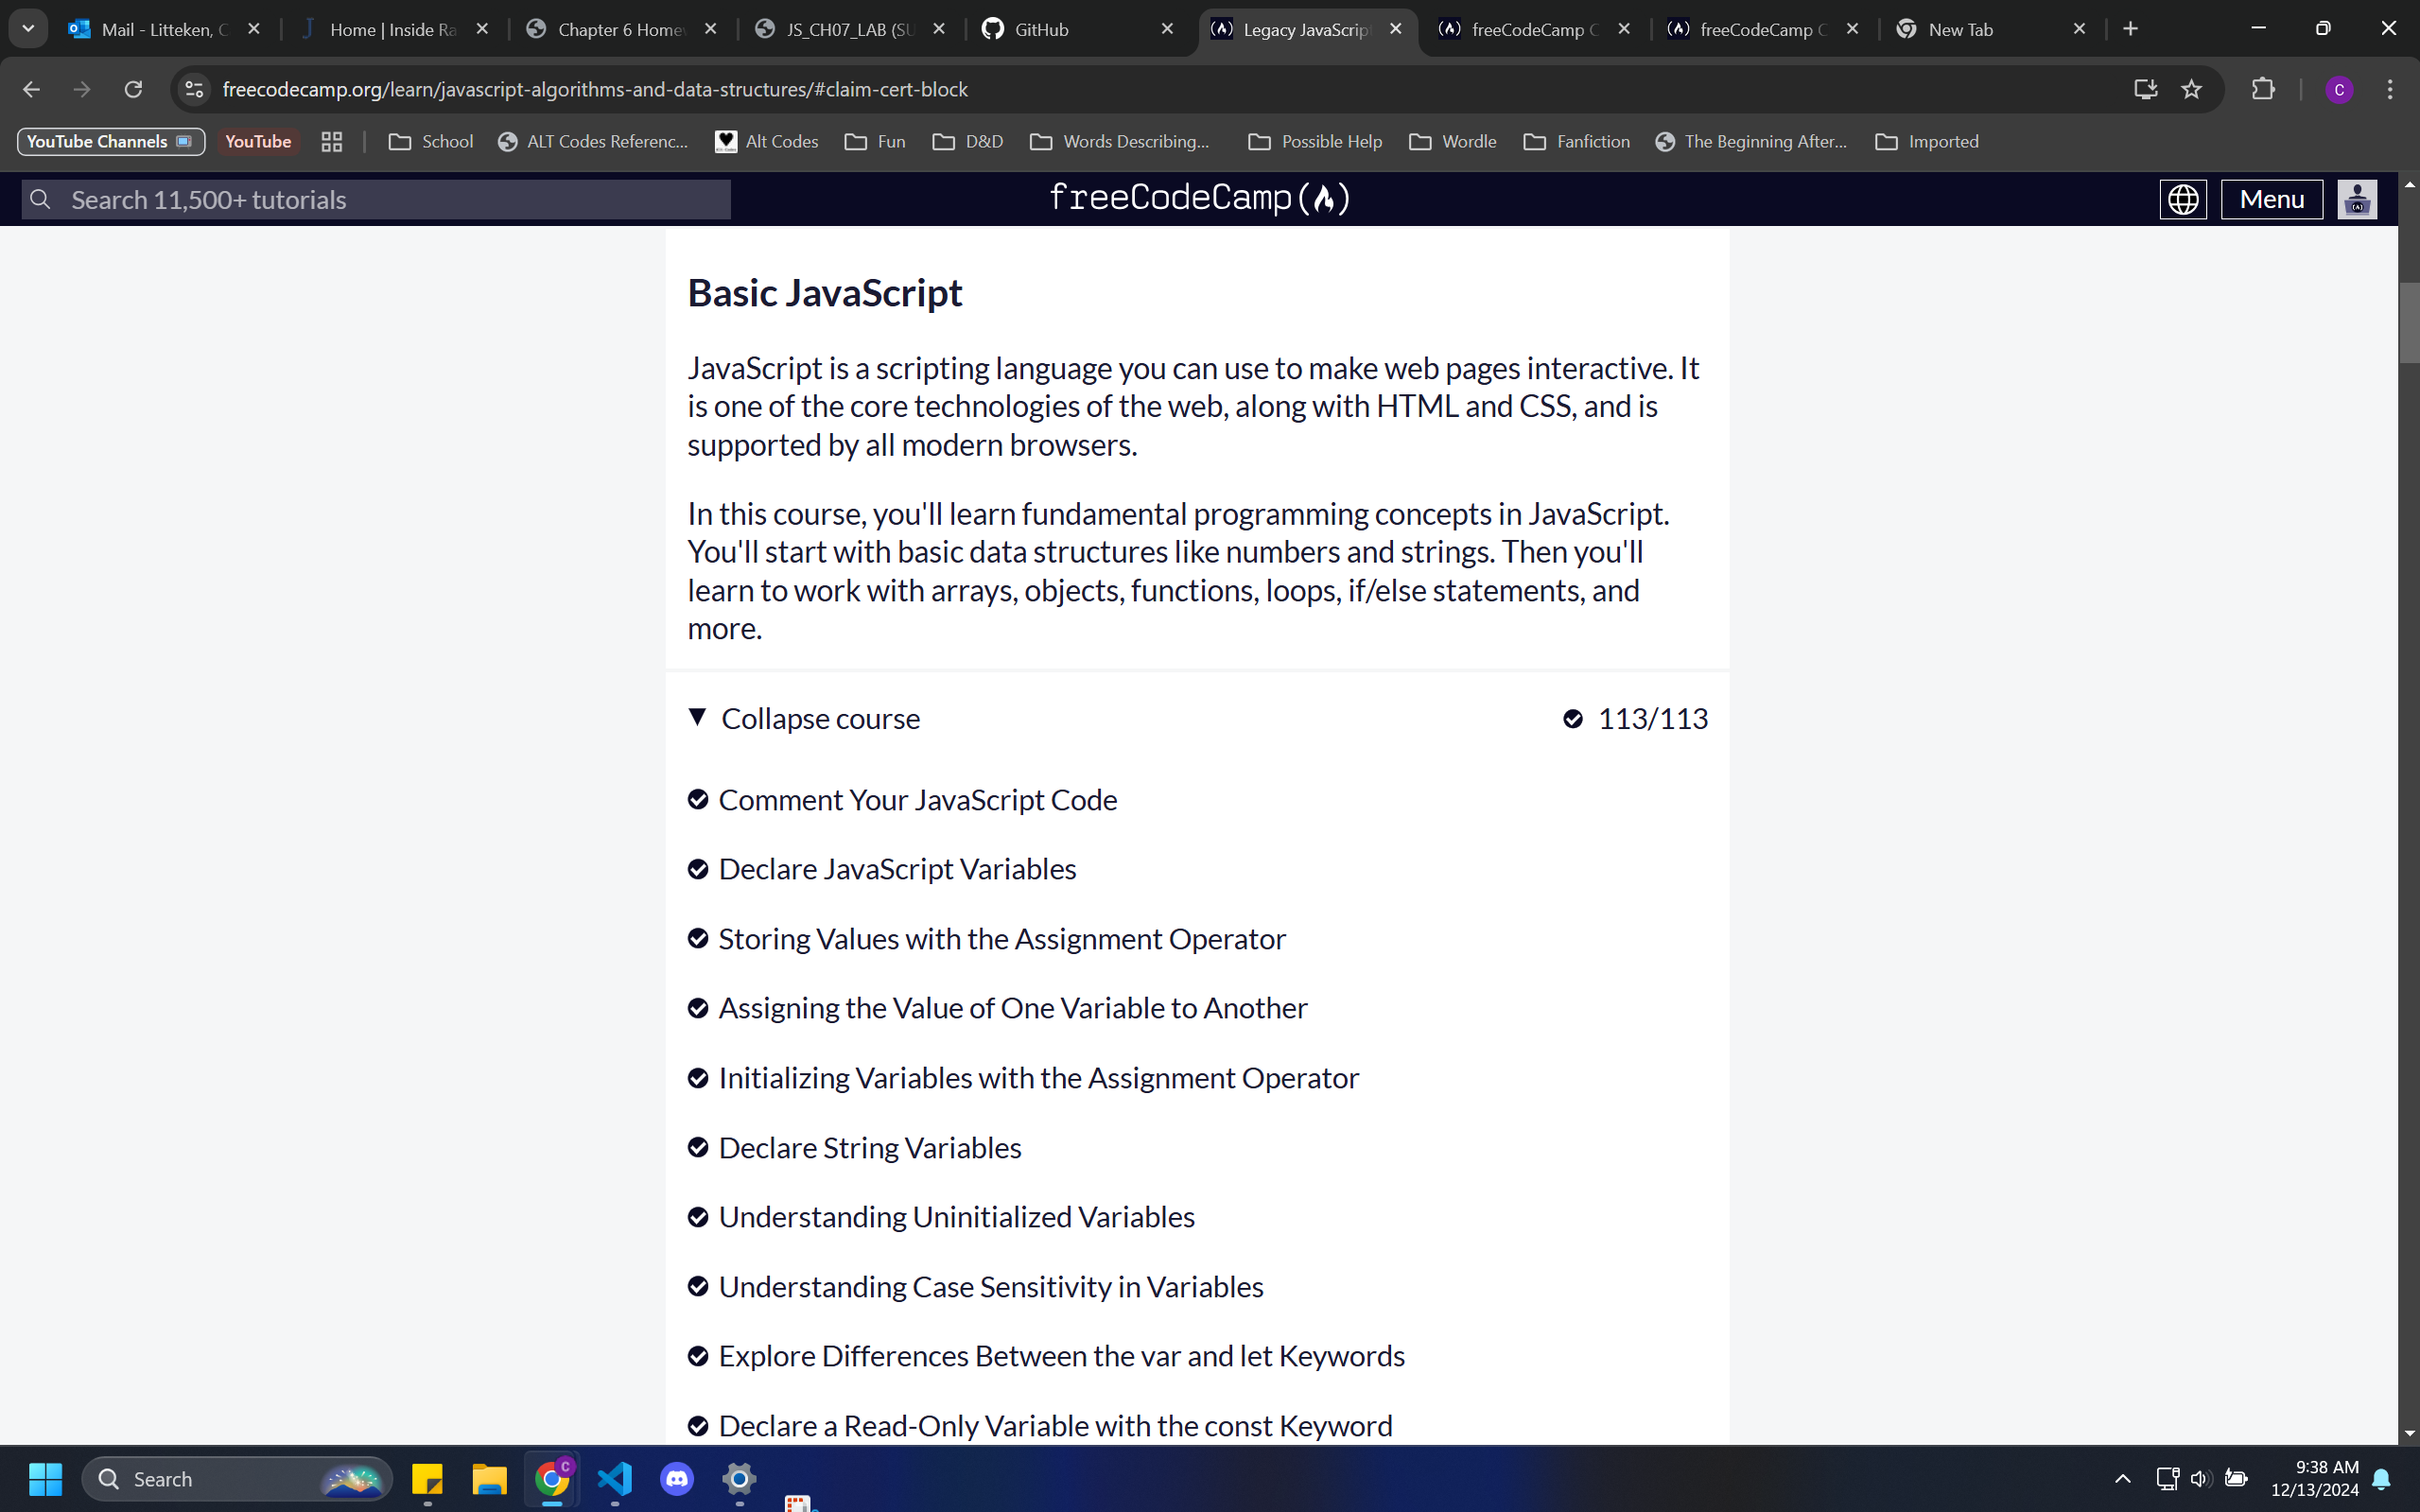 Mail - Litteken, C
Home | Inside Ra
Chapter 6 Homew
JS_CH07_LAB (SU
GitHub
Legacy JavaScript
freeCodeCamp C
freeCodeCamp C
New Tab
freecodecamp.org/learn/javascript-algorithms-and-data-structures/#claim-cert-block
C
YouTube Channels
YouTube
School
ALT Codes Referenc...
Alt Codes
Fun
D&D
Words Describing...
Possible Help
Wordle
Fanfiction
The Beginning After...
Imported
Search 11,500+ tutorials
freeCodeCamp
Menu
Basic JavaScript
JavaScript is a scripting language you can use to make web pages interactive. It
is one of the core technologies of the web, along with HTML and CSS, and is
supported by all modern browsers.
In this course, you'll learn fundamental programming concepts in JavaScript.
You'll start with basic data structures like numbers and strings. Then you'll
learn to work with arrays, objects, functions, loops, if/else statements, and
more.
Collapse course
113/113
Comment Your JavaScript Code
Declare JavaScript Variables
Storing Values with the Assignment Operator
Assigning the Value of One Variable to Another
Initializing Variables with the Assignment Operator
Declare String Variables
Understanding Uninitialized Variables
Understanding Case Sensitivity in Variables
Explore Differences Between the var and let Keywords
Declare a Read-Only Variable with the const Keyword
Search
C
9:38 AM
12/13/2024